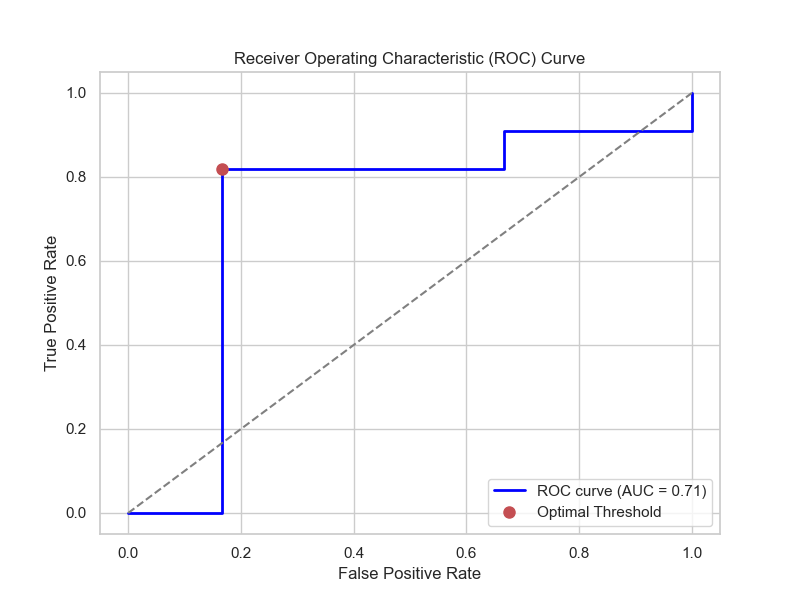 Receiver Operating Characteristic (ROC) Curve
1.0
0.8
0.6
0.4
0.2
0.0
True Positive Rate
ROC curve (AUC = 0.71)
Optimal Threshold
0.0 0.2 0.4 0.6 0.8 1.0
False Positive Rate